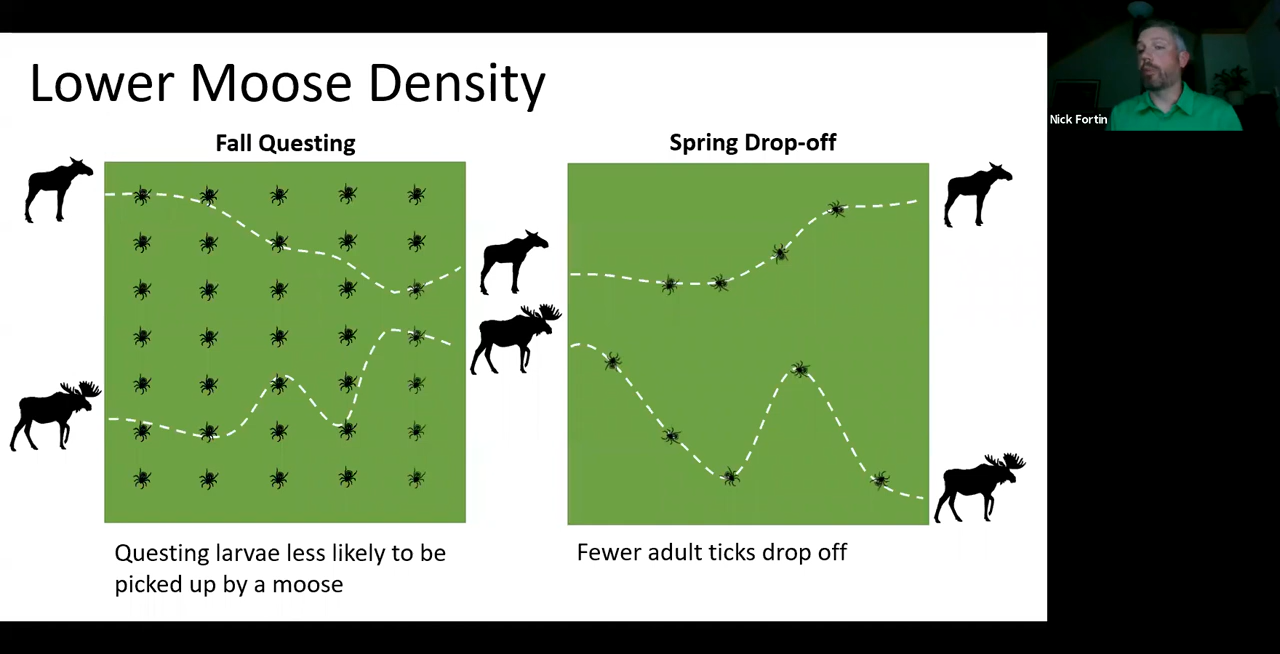 Lower Moose Density
Fall Questing
Spring Drop-off
Nick Fortin
Questing larvae less likely to be
picked up by a moose
Fewer adult ticks drop off